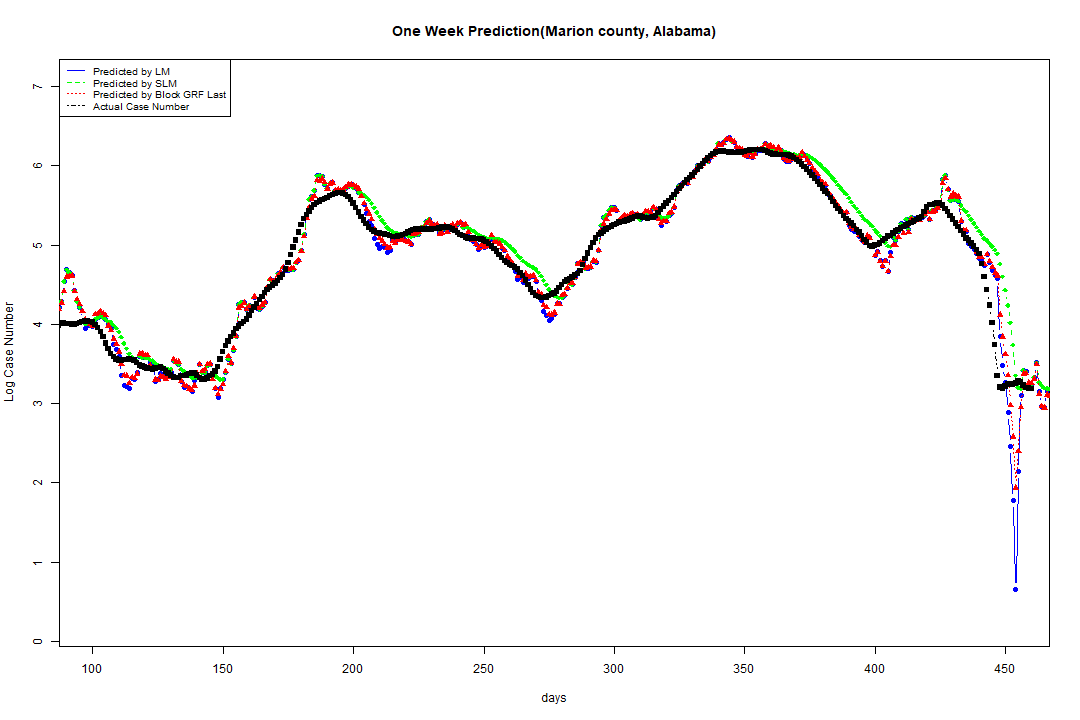 One Week Prediction(Marion county, Alabama)
Predicted by LM
Predicted by SLM
Predicted by Block GRF Last
Actual Case Number
7
6
5
4
3
2
1
0
Log Case Number
100 150 200 250 300 350 400 450
days